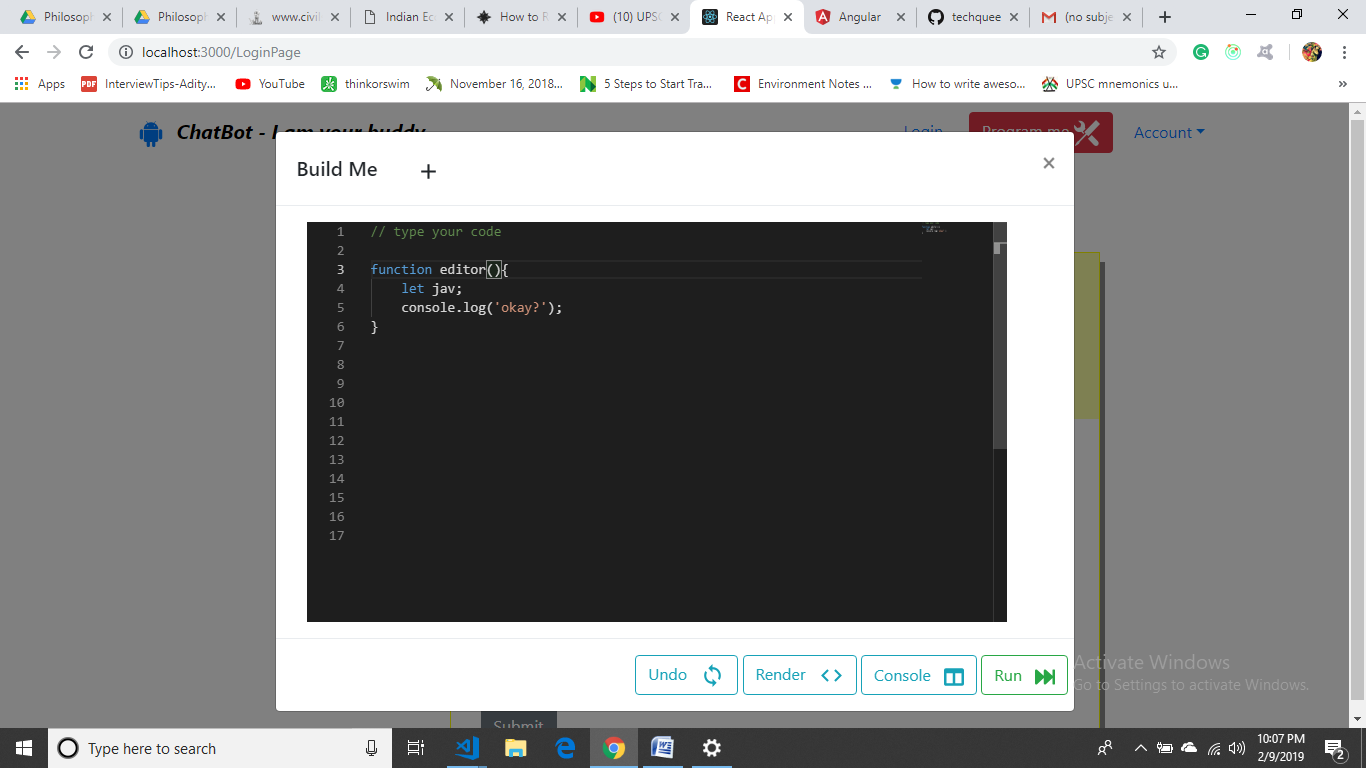 Philosoph
Philosoph
www.civil
Indian Ec
How to R
(10) UPSC
React Ap
Angular
techquee
(no subje
localhost:3000/LoginPage
Apps
PDF
InterviewTips-Adity...
YouTube
thinkorswim
November 16, 2018...
5 Steps to Start Tra...
Environment Notes ...
How to write aweso...
UPSC mnemonics u...
»
ChatBot - I am your buddy
Login
Program me
Account
Build Me +
×
1 // type your code
2
3 function editor(){
4 let jav;
5 console.log('okay?');
6 }
7
8
9
10
11
12
13
14
15
16
17
Undo
Render
Console
Run
Activate Windows
Go to Settings to activate Windows.
Submit
Type here to search
10:07 PM
2/9/2019
2